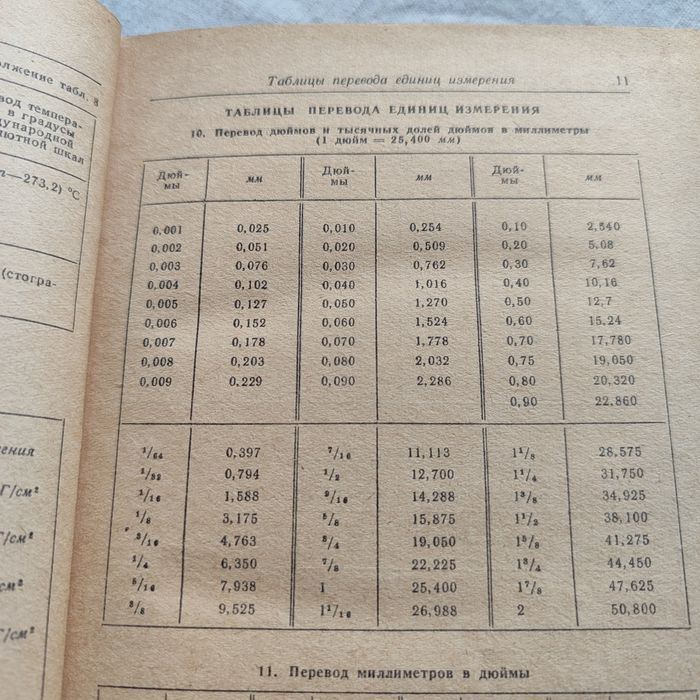 олжение табл. 8
вод темпера-
в градусы
дународной
лютной шкал
n—273,2) °C
(стогра-
ения
Г/см²
Г/см²
см²
Г/см²
Таблицы перевода единиц измерения 11
ТАБЛИЦЫ ПЕРЕВОДА ЕДИНИЦ ИЗМЕРЕНИЯ
10. Перевод дюймов и тысячных долей дюймов в миллиметры
(1 дюйм = 25,400 мм)
Дюй- Дюй- Дюй-
мы мм мы мм мы мм
0,001 0,025 0,010 0,254 0,10 2,540
0,002 0,051 0,020 0,509 0,20 5,08
0,003 0,076 0,030 0,762 0,30 7,62
0,004 0,102 0,040 1,016 0,40 10,16
0,005 0,127 0,050 1,270 0,50 12,7
0,006 0,152 0,060 1,524 0,60 15,24
0,007 0,178 0,070 1,778 0,70 17,780
0,008 0,203 0,080 2,032 0,75 19,050
0,009 0,229 0,090 2,286 0,80 20,320
0,90 22,860
1/64 0,397 7/16 11,113 1 1/8 28,575
1/32 0,794 1/2 12,700 1 1/4 31,750
1/16 1,588 9/16 14,288 1 3/8 34,925
1/8 3,175 5/8 15,875 1 1/2 38,100
3/16 4,763 3/4 19,050 1 5/8 41,275
1/4 6,350 7/8 22,225 1 3/4 44,450
5/16 7,938 1 25,400 1 7/8 47,625
3/8 9,525 1 1/16 26,988 2 50,800
11. Перевод миллиметров в дюймы